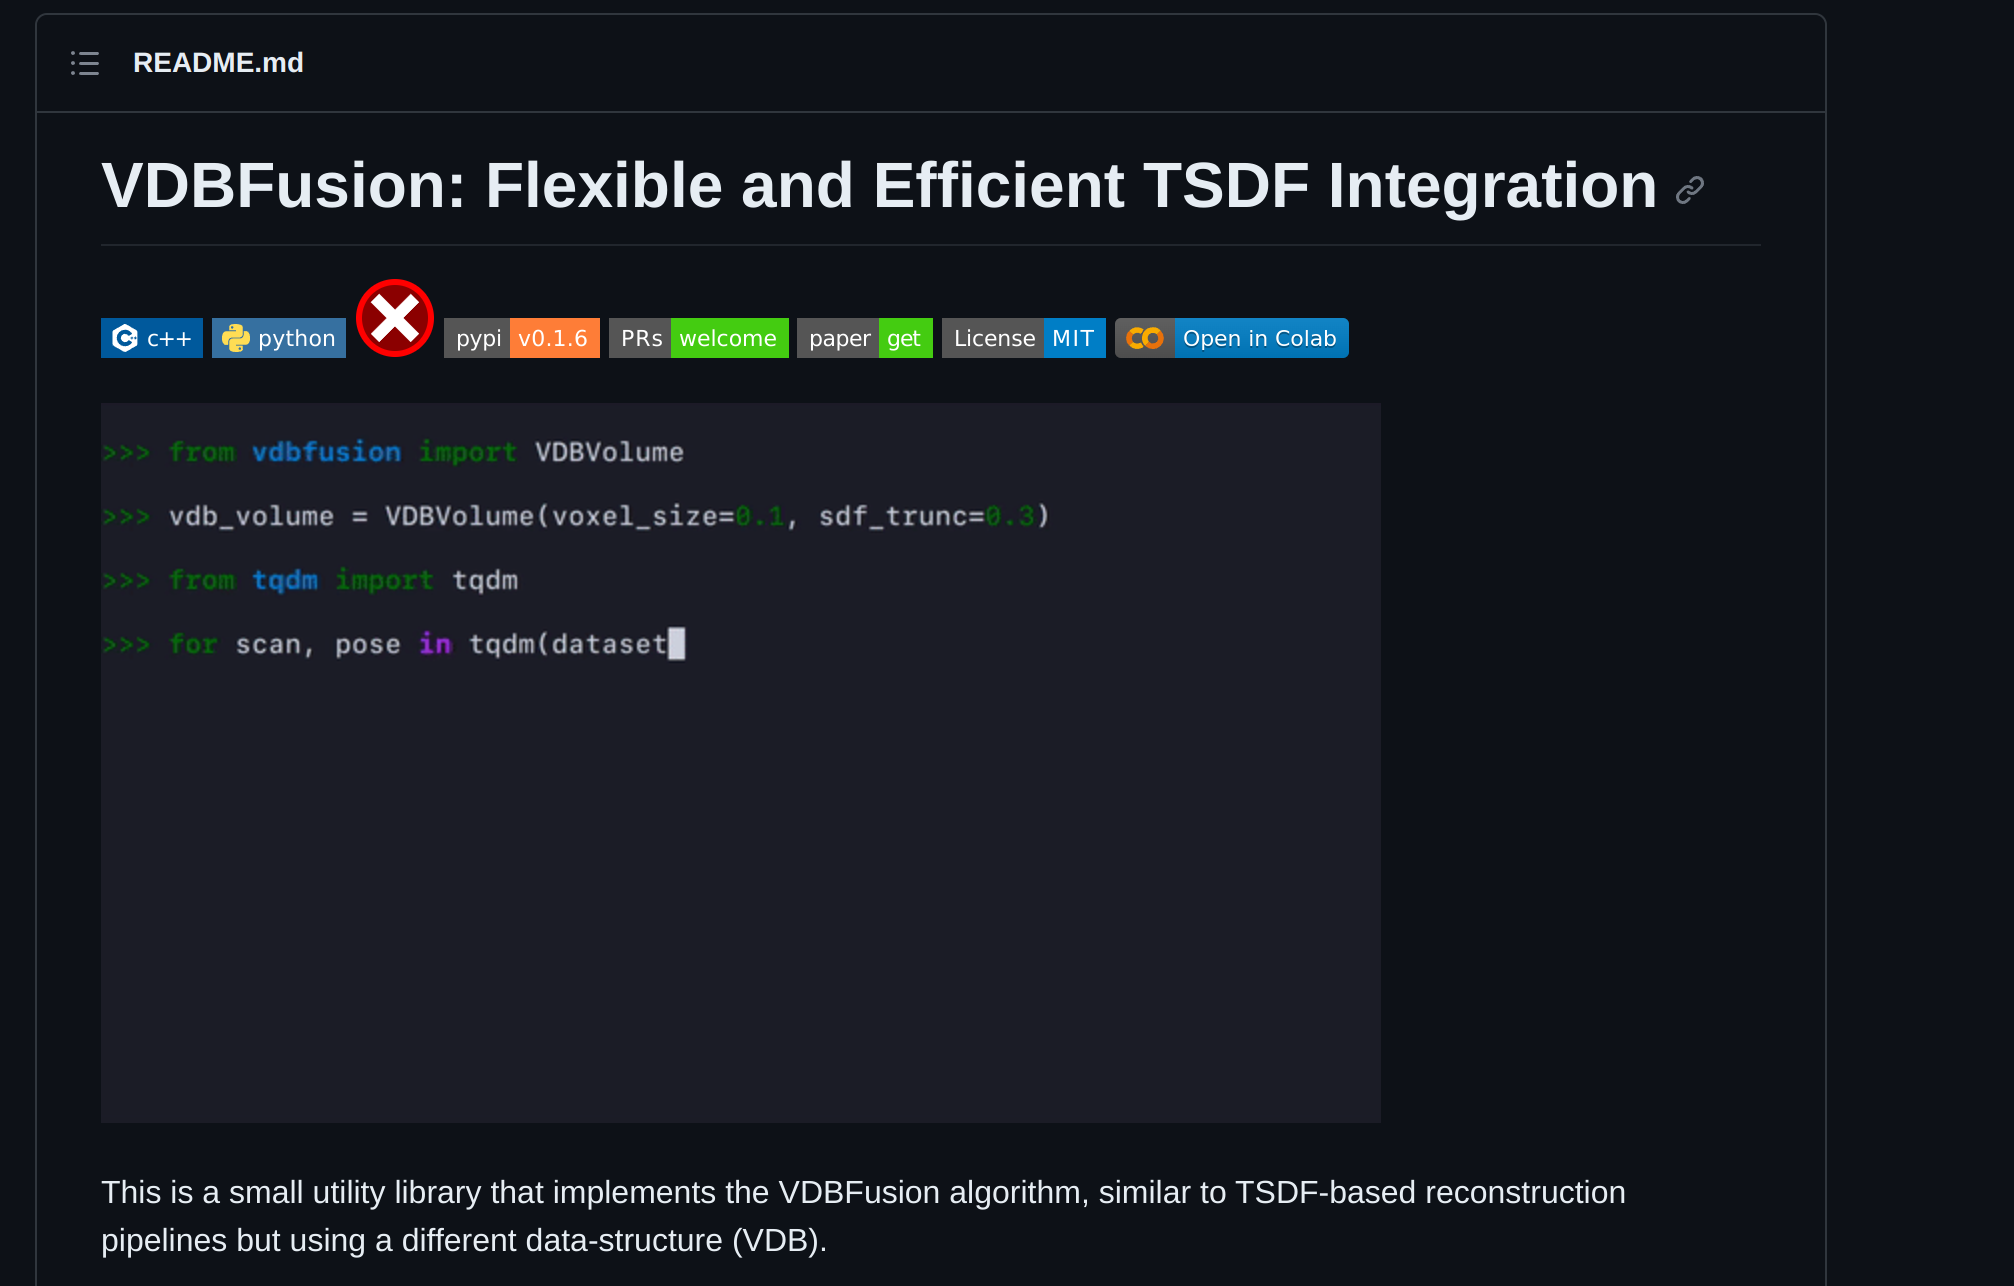 README.md
VDBFusion: Flexible and Efficient TSDF Integration
c++ python pypi v0.1.6 PRs welcome paper get License MIT Open in Colab
>>> from vdbfusion import VDBVolume
>>> vdb_volume = VDBVolume(voxel_size=0.1, sdf_trunc=0.3)
>>> from tqdm import tqdm
>>> for scan, pose in tqdm(dataset
This is a small utility library that implements the VDBFusion algorithm, similar to TSDF-based reconstruction
pipelines but using a different data-structure (VDB).